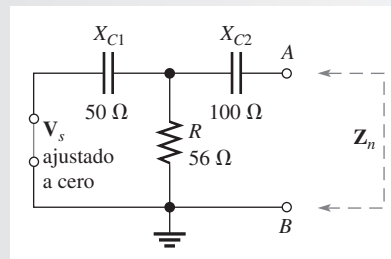 X_C1
X_C2
A
50 Ω
100 Ω
V_s
ajustado
a cero
R
56 Ω
Z_n
B